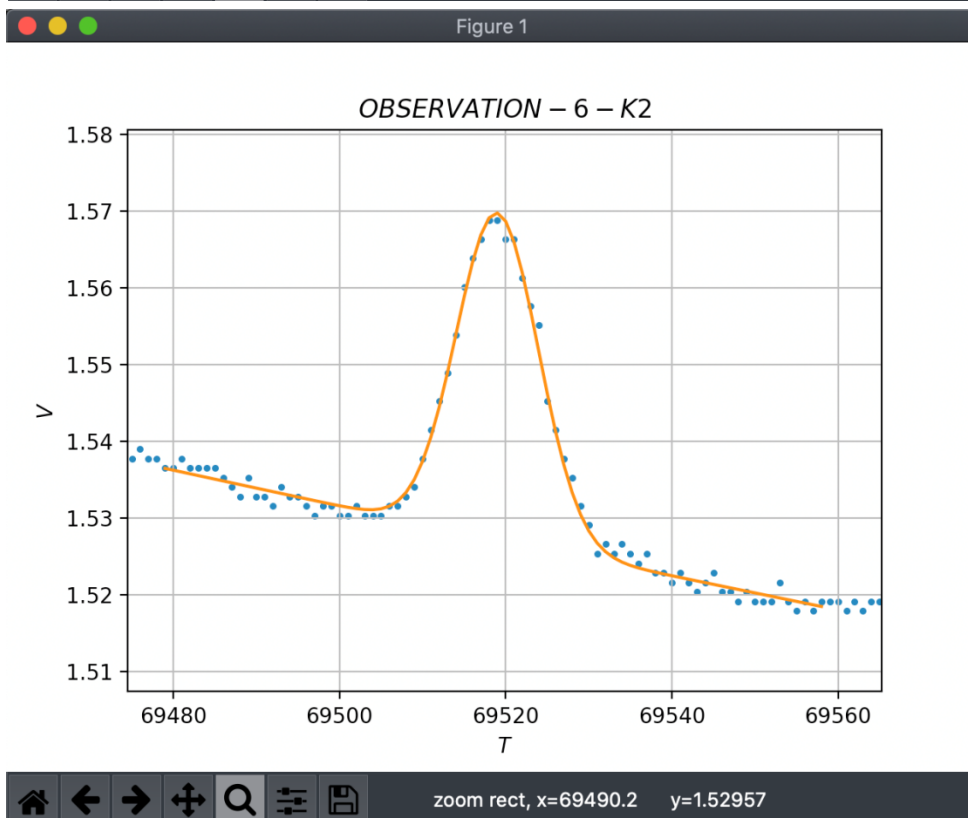 Figure 1
OBSERVATION − 6 − K2
1.58
1.57
1.56
1.55
1.54
1.53
1.52
1.51
V
69480 69500 69520 69540 69560
T
zoom rect, x=69490.2 y=1.52957